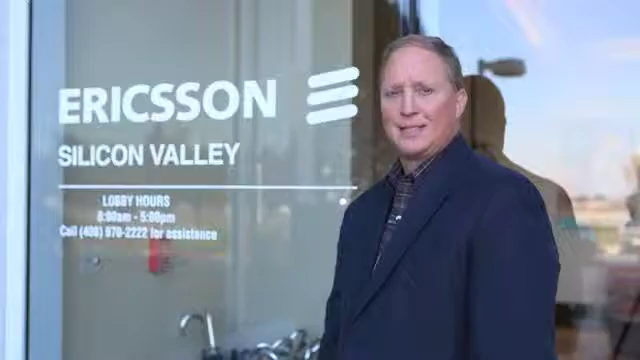 ERICSSON
SILICON VALLEY
LOBBY HOURS
8:00am - 5:00pm
Call (408) 970-2222 for assistance